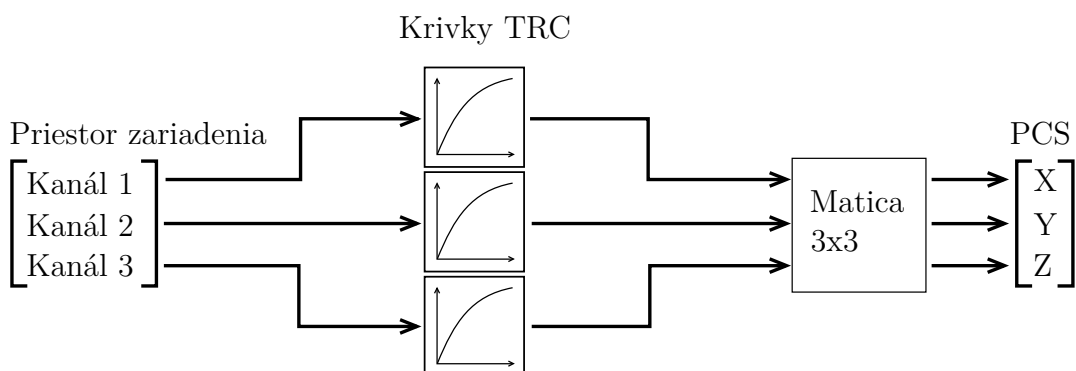 Krivky TRC
Priestor zariadenia
Kanál 1
Kanál 2
Kanál 3
Matica
3x3
PCS
X
Y
Z